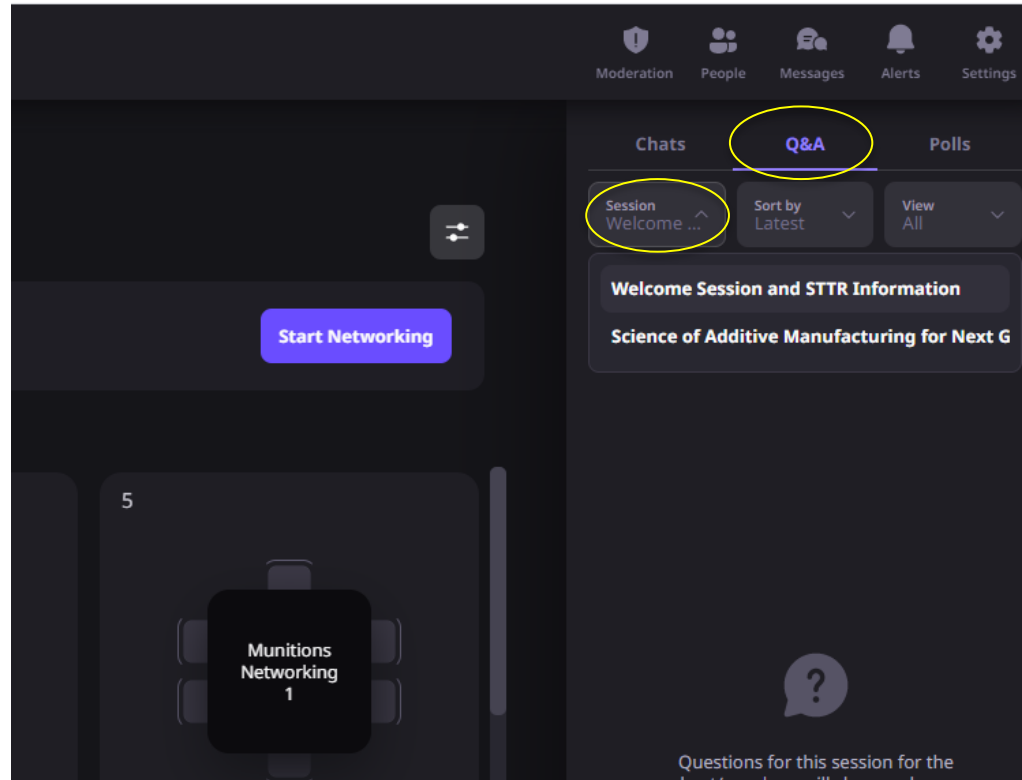 Moderation People Messages Alerts Settings
Chats Q&A Polls
Session Sort by View
Welcome ... Latest All
Welcome Session and STTR Information
Science of Additive Manufacturing for Next G
Start Networking
5
Munitions
Networking
1
Questions for this session for the